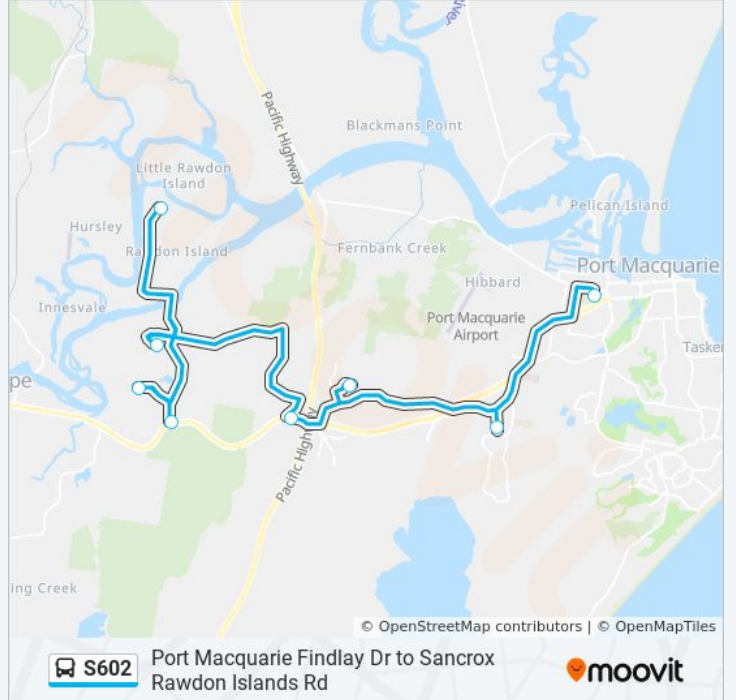 River
Pacific Highway
Blackmans Point
Little Rawdon
Island
Pelican Island
Hursley
Rawdon Island
Fernbank Creek
Port Macquarie
Hibbard
Innesvale
Port Macquarie
Airport
Tasker
pe
Pacific Highway
ing Creek
© OpenStreetMap contributors | © OpenMapTiles
S602
Port Macquarie Findlay Dr to Sancrox
Rawdon Islands Rd
moovit